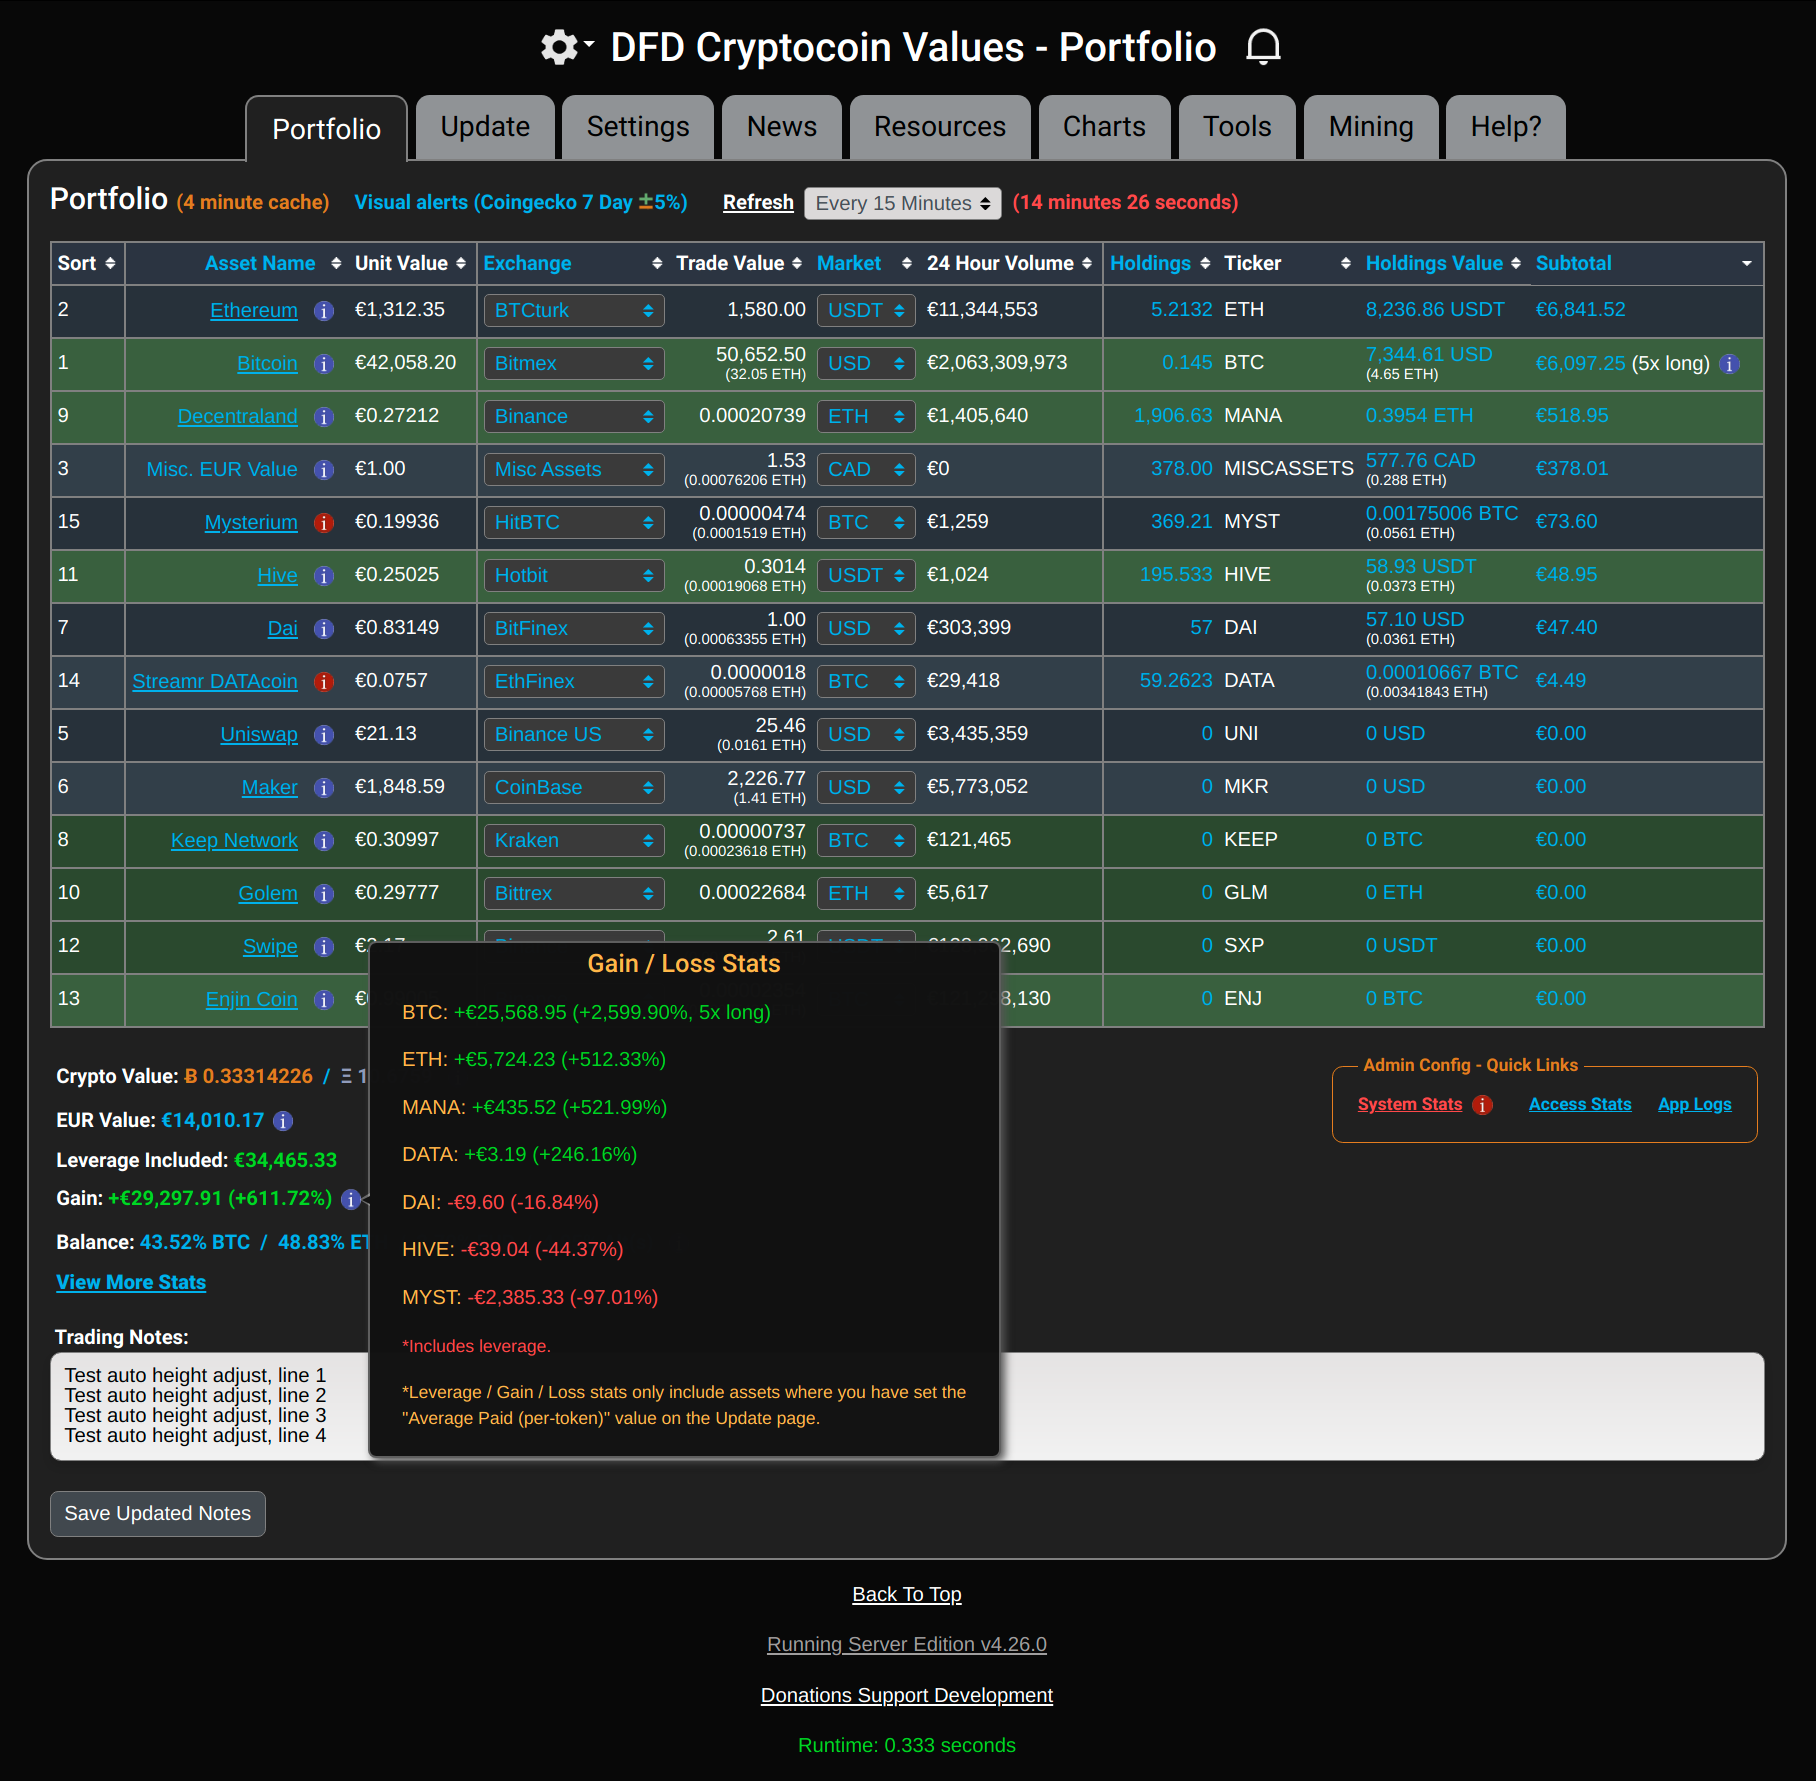 DFD Cryptocoin Values - Portfolio
Portfolio Update Settings News Resources Charts Tools Mining Help?
Portfolio (4 minute cache) Visual alerts (Coingecko 7 Day ±5%) Refresh Every 15 Minutes (14 minutes 26 seconds)
Sort Asset Name Unit Value Exchange Trade Value Market 24 Hour Volume Holdings Ticker Holdings Value Subtotal
2 Ethereum i €1,312.35 BTCturk 1,580.00 USDT €11,344,553 5.2132 ETH 8,236.86 USDT €6,841.52
1 Bitcoin i €42,058.20 Bitmex 50,652.50 USD €2,063,309,973 0.145 BTC 7,344.61 USD €6,097.25 (5x long) i
(32.05 ETH) (4.65 ETH)
9 Decentraland i €0.27212 Binance 0.00020739 ETH €1,405,640 1,906.63 MANA 0.3954 ETH €518.95
3 Misc. EUR Value i €1.00 Misc Assets 1.53 CAD €0 378.00 MISCASSETS 577.76 CAD €378.01
(0.00076206 ETH) (0.288 ETH)
15 Mysterium i €0.19936 HitBTC 0.00000474 BTC €1,259 369.21 MYST 0.00175006 BTC €73.60
(0.0001519 ETH) (0.0561 ETH)
11 Hive i €0.25025 Hotbit 0.3014 USDT €1,024 195.533 HIVE 58.93 USDT €48.95
(0.00019068 ETH) (0.0373 ETH)
7 Dai i €0.83149 BitFinex 1.00 USD €303,399 57 DAI 57.10 USD €47.40
(0.00063355 ETH) (0.0361 ETH)
14 Streamr DATAcoin i €0.0757 EthFinex 0.0000018 BTC €29,418 59.2623 DATA 0.00010667 BTC €4.49
(0.00005768 ETH) (0.00341843 ETH)
5 Uniswap i €21.13 Binance US 25.46 USD €3,435,359 0 UNI 0 USD €0.00
(0.0161 ETH)
6 Maker i €1,848.59 CoinBase 2,226.77 USD €5,773,052 0 MKR 0 USD €0.00
(1.41 ETH)
8 Keep Network i €0.30997 Kraken 0.00000737 BTC €121,465 0 KEEP 0 BTC €0.00
(0.00023618 ETH)
10 Golem i €0.29777 Bittrex 0.00022684 ETH €5,617 0 GLM 0 ETH €0.00
12 Swipe i 2.61 2,690 0 SXP 0 USDT €0.00
13 Enjin Coin i 8,130 0 ENJ 0 BTC €0.00
Gain / Loss Stats
BTC: +€25,568.95 (+2,599.90%, 5x long)
ETH: +€5,724.23 (+512.33%)
MANA: +€435.52 (+521.99%)
DATA: +€3.19 (+246.16%)
DAI: -€9.60 (-16.84%)
HIVE: -€39.04 (-44.37%)
MYST: -€2,385.33 (-97.01%)
*Includes leverage.
*Leverage / Gain / Loss stats only include assets where you have set the
"Average Paid (per-token)" value on the Update page.
Crypto Value: Ƀ 0.33314226 / Ξ 1
EUR Value: €14,010.17 i
Leverage Included: €34,465.33
Gain: +€29,297.91 (+611.72%) i
Balance: 43.52% BTC / 48.83%
View More Stats
Admin Config - Quick Links
System Stats i Access Stats App Logs
Trading Notes:
Test auto height adjust, line 1
Test auto height adjust, line 2
Test auto height adjust, line 3
Test auto height adjust, line 4
Save Updated Notes
Back To Top
Running Server Edition v4.26.0
Donations Support Development
Runtime: 0.333 seconds